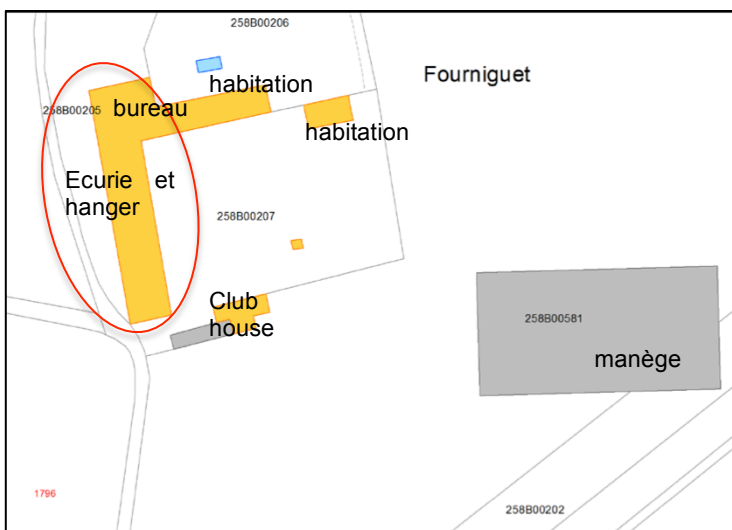 258B00206
Fourniguet
habitation
258B00205
bureau
habitation
Ecurie et
hanger
258B00207
Club
house
258B00581
manège
1796
258B00202